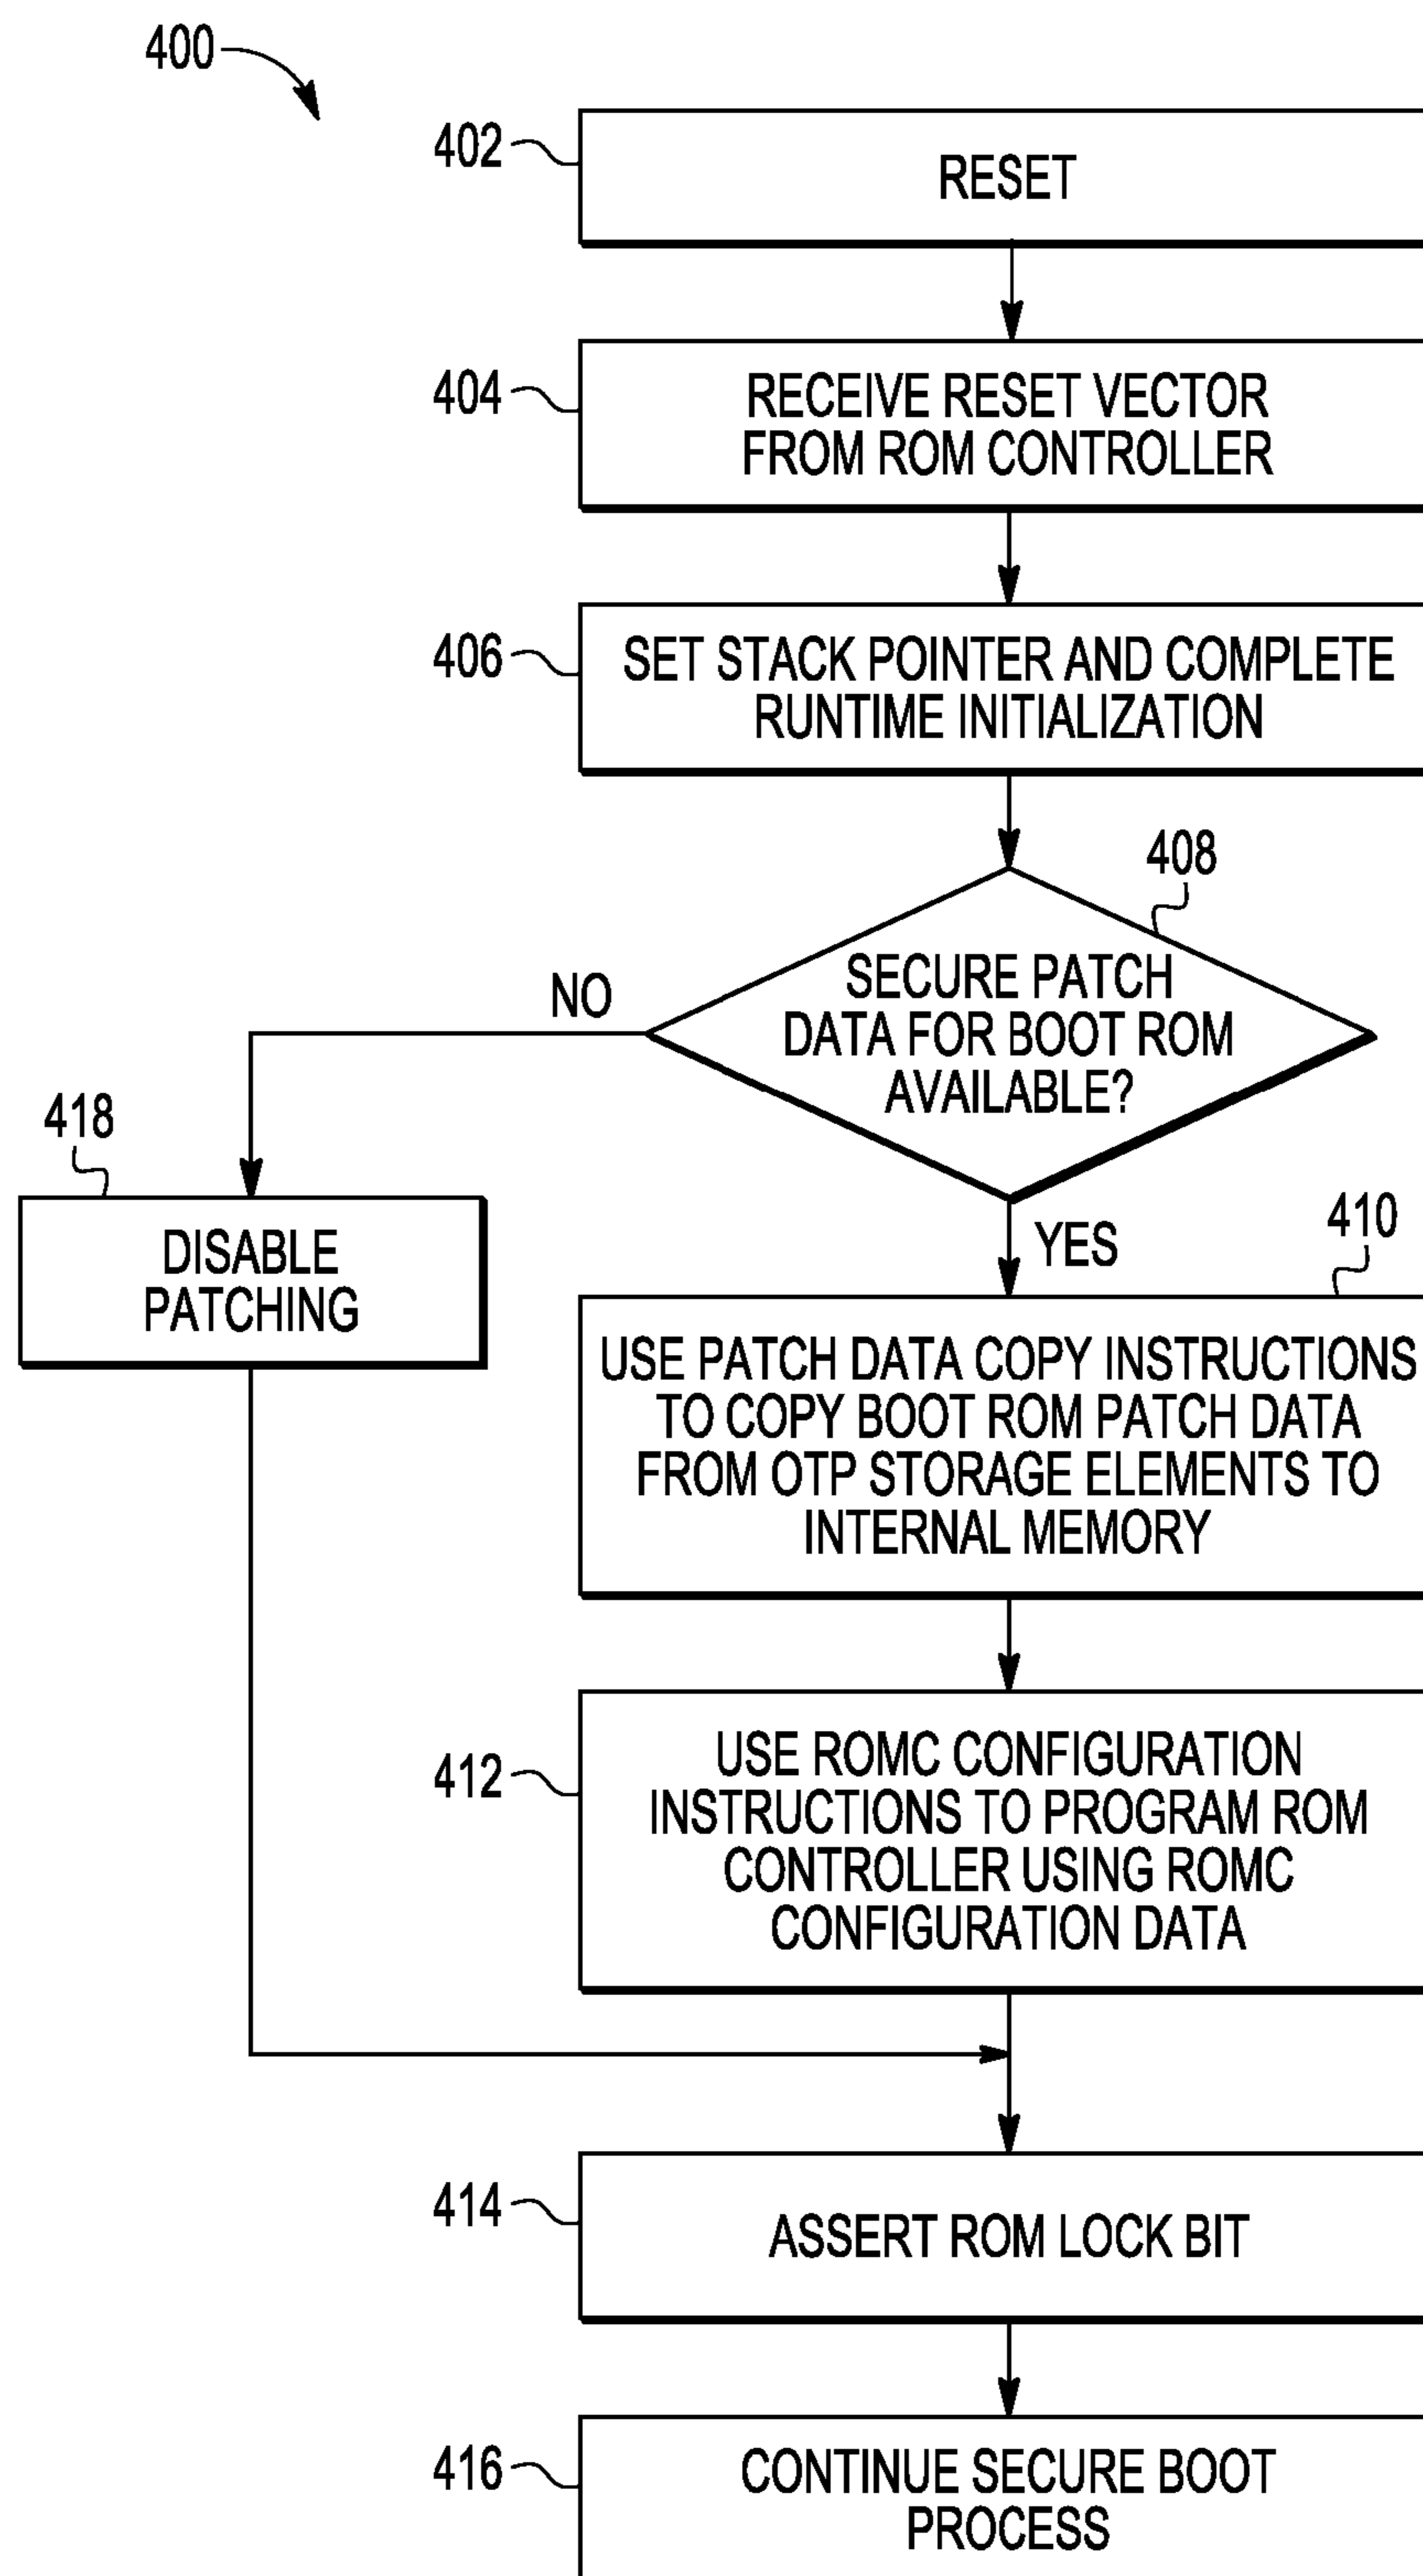 400
402
RESET
404
RECEIVE RESET VECTOR
FROM ROM CONTROLLER
406
SET STACK POINTER AND COMPLETE
RUNTIME INITIALIZATION
408
SECURE PATCH
DATA FOR BOOT ROM
AVAILABLE?
NO
418
DISABLE
PATCHING
YES
410
USE PATCH DATA COPY INSTRUCTIONS
TO COPY BOOT ROM PATCH DATA
FROM OTP STORAGE ELEMENTS TO
INTERNAL MEMORY
412
USE ROMC CONFIGURATION
INSTRUCTIONS TO PROGRAM ROM
CONTROLLER USING ROMC
CONFIGURATION DATA
414
ASSERT ROM LOCK BIT
416
CONTINUE SECURE BOOT
PROCESS